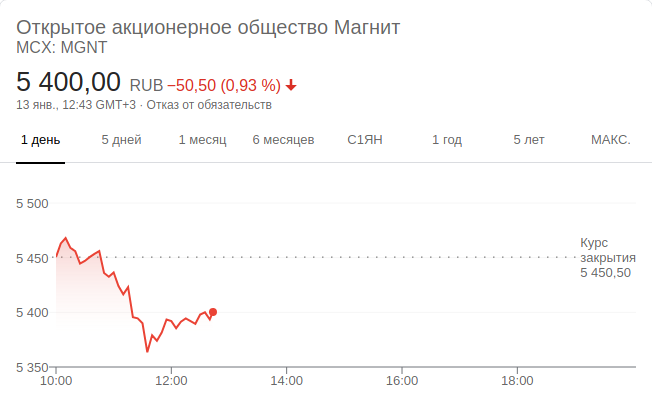 Открытое акционерное общество Магнит
MCX: MGNT
5 400,00 RUB −50,50 (0,93 %)
13 янв., 12:43 GMT+3 · Отказ от обязательств
1 день 5 дней 1 месяц 6 месяцев С1ЯН 1 год 5 лет МАКС.
5 500
5 450
5 400
5 350
Курс
закрытия
5 450,50
10:00 12:00 14:00 16:00 18:00